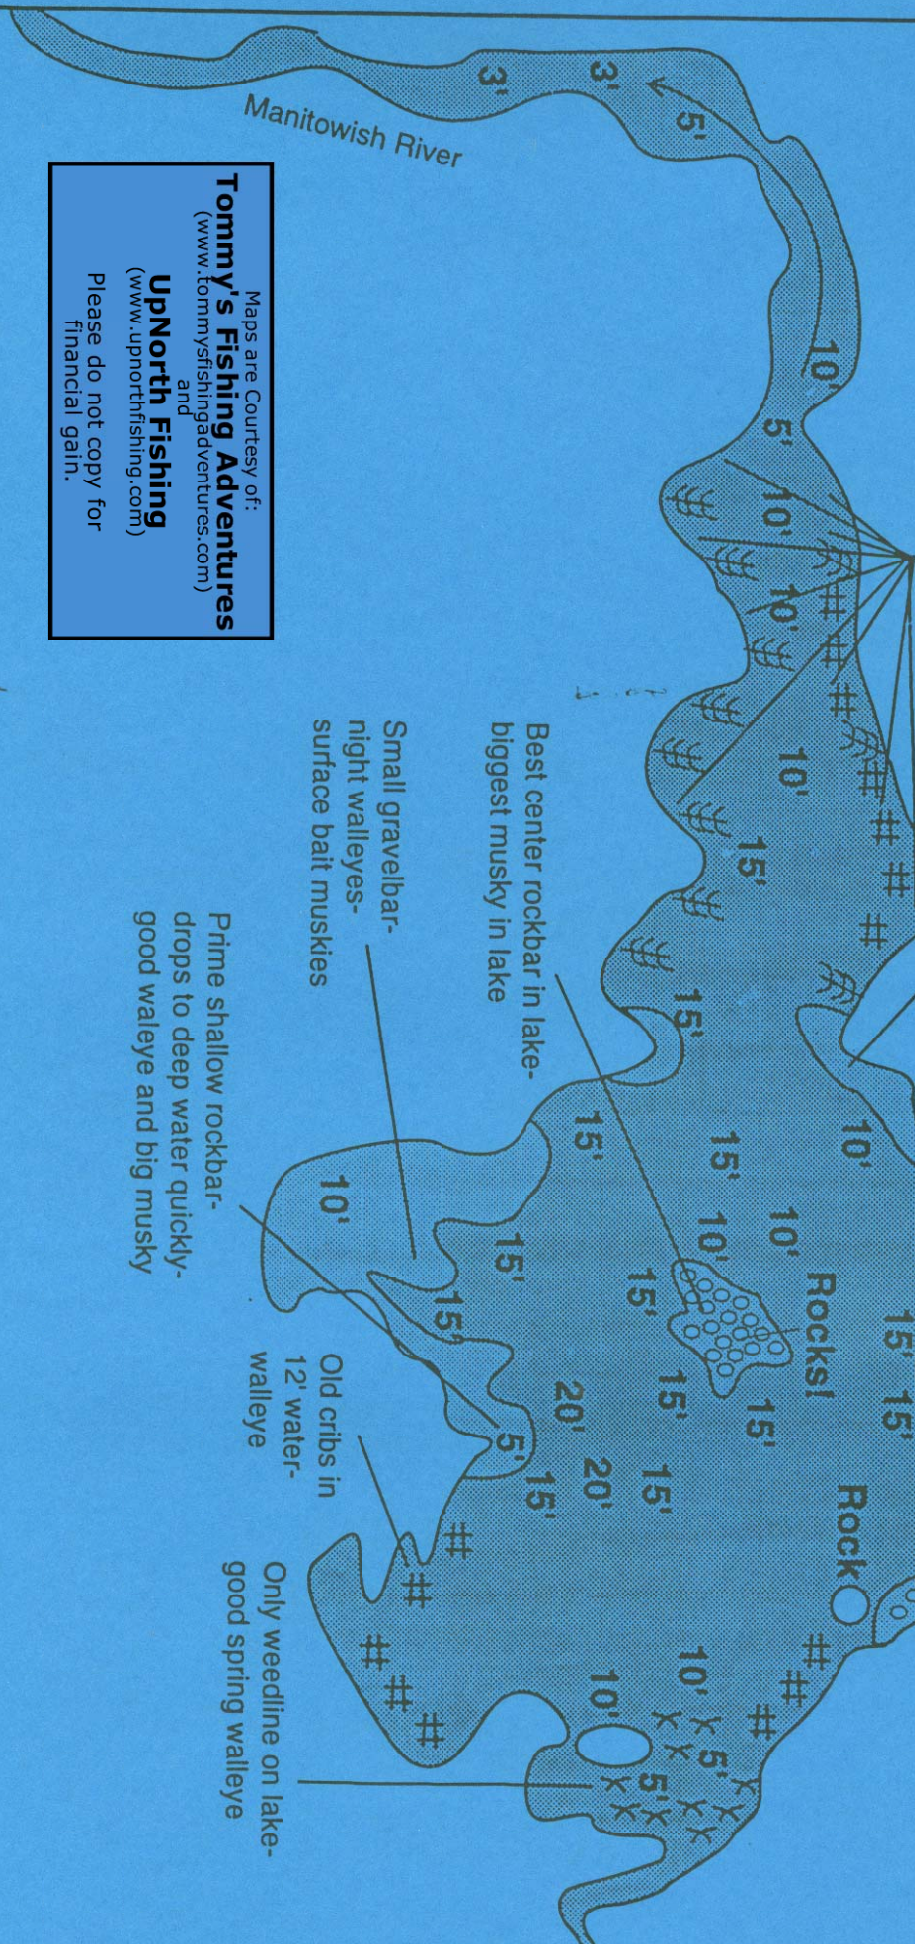 Manitowish River
3'
3'
5'
10'
5'
10'
10'
10'
15'
15'
Maps are Courtesy of:
Tommy's Fishing Adventures
(www.tommysfishingadventures.com)
and
UpNorth Fishing
(www.upnorthfishing.com)
Please do not copy for
financial gain.
Best center rockbar in lake-
biggest musky in lake
Small gravelbar-
night walleyes-
surface bait muskies
Prime shallow rockbar-
drops to deep water quickly-
good waleye and big musky
10'
15'
15'
10'
10'
Rocks!
15'
15'
15'
15'
10'
15'
15'
15'
15'
20'
20'
15'
5'
15'
Rock
Old cribs in
12' water-
walleye
Only weedline on lake-
good spring walleye
10'
10'
5'
5'